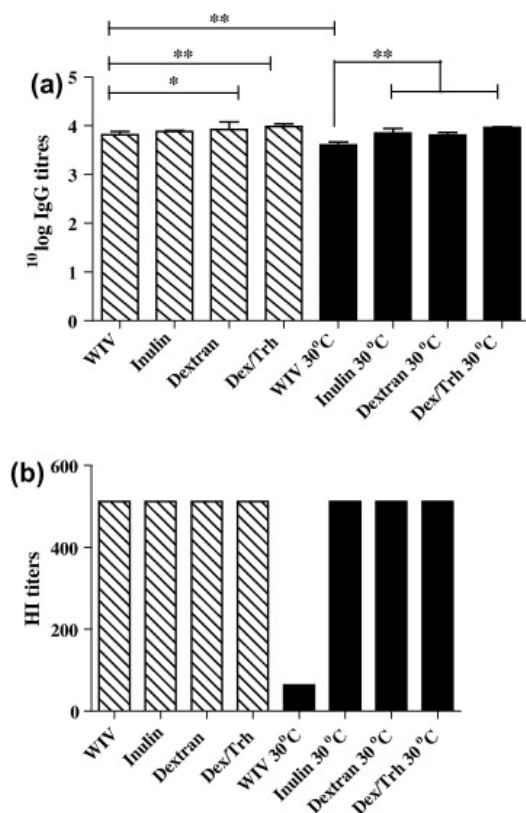 **
**
**
*
(a)
5
4
3
2
1
0
¹⁰log IgG titres
WIV
Inulin
Dextran
Dex/Trh
WIV 30°C
Inulin 30°C
Dextran 30°C
Dex/Trh 30°C
(b)
600
400
200
0
HI titers
WIV
Inulin
Dextran
Dex/Trh
WIV 30°C
Inulin 30°C
Dextran 30°C
Dex/Trh 30°C